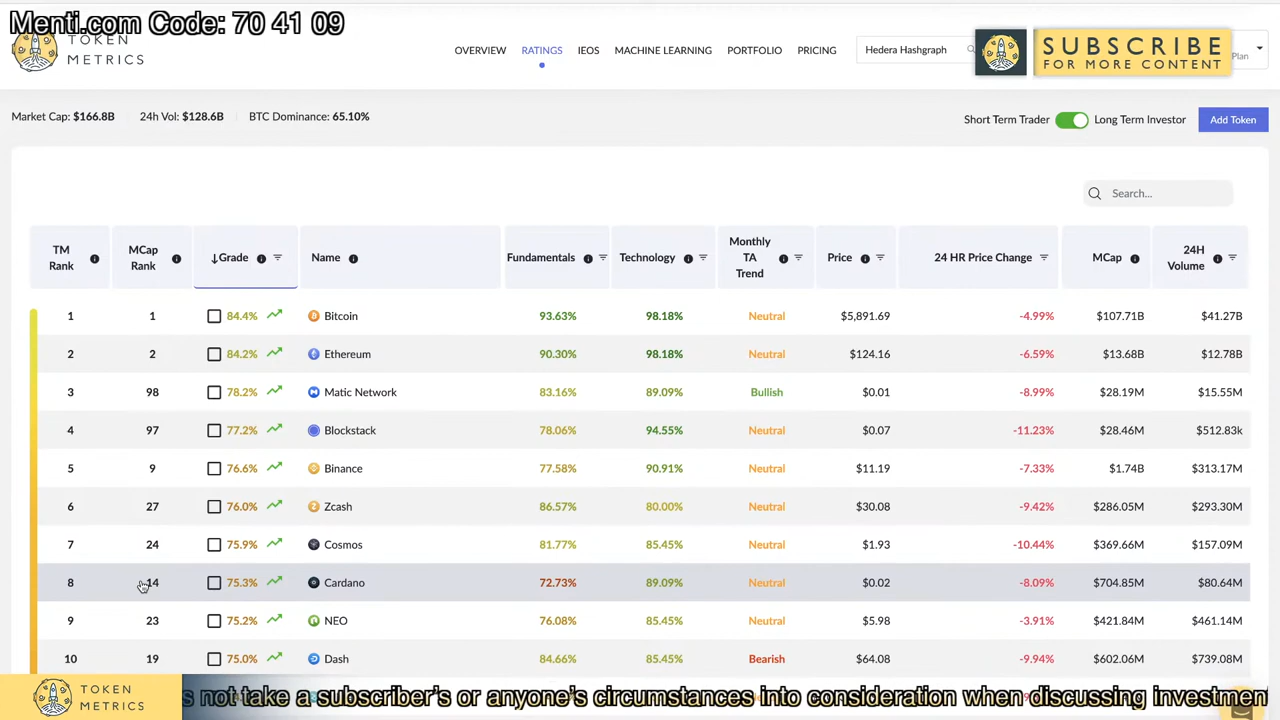 Menti.com Code: 70 41 09
TOKEN
METRICS
OVERVIEW RATINGS IEOS MACHINE LEARNING PORTFOLIO PRICING
Hedera Hashgraph
SUBSCRIBE
FOR MORE CONTENT
Plan
Market Cap: $166.8B 24h Vol: $128.6B BTC Dominance: 65.10%
Short Term Trader Long Term Investor Add Token
Search...
TM Rank MCap Rank ↓Grade Name Fundamentals Technology Monthly TA Trend Price 24 HR Price Change MCap 24H Volume
1 1 84.4% Bitcoin 93.63% 98.18% Neutral $5,891.69 -4.99% $107.71B $41.27B
2 2 84.2% Ethereum 90.30% 98.18% Neutral $124.16 -6.59% $13.68B $12.78B
3 98 78.2% Matic Network 83.16% 89.09% Bullish $0.01 -8.99% $28.19M $15.55M
4 97 77.2% Blockstack 78.06% 94.55% Neutral $0.07 -11.23% $28.46M $512.83k
5 9 76.6% Binance 77.58% 90.91% Neutral $11.19 -7.33% $1.74B $313.17M
6 27 76.0% Zcash 86.57% 80.00% Neutral $30.08 -9.42% $286.05M $293.30M
7 24 75.9% Cosmos 81.77% 85.45% Neutral $1.93 -10.44% $369.66M $157.09M
8 14 75.3% Cardano 72.73% 89.09% Neutral $0.02 -8.09% $704.85M $80.64M
9 23 75.2% NEO 76.08% 85.45% Neutral $5.98 -3.91% $421.84M $461.14M
10 19 75.0% Dash 84.66% 85.45% Bearish $64.08 -9.94% $602.06M $739.08M
TOKEN
METRICS
s not take a subscriber's or anyone's circumstances into consideration when discussing investment